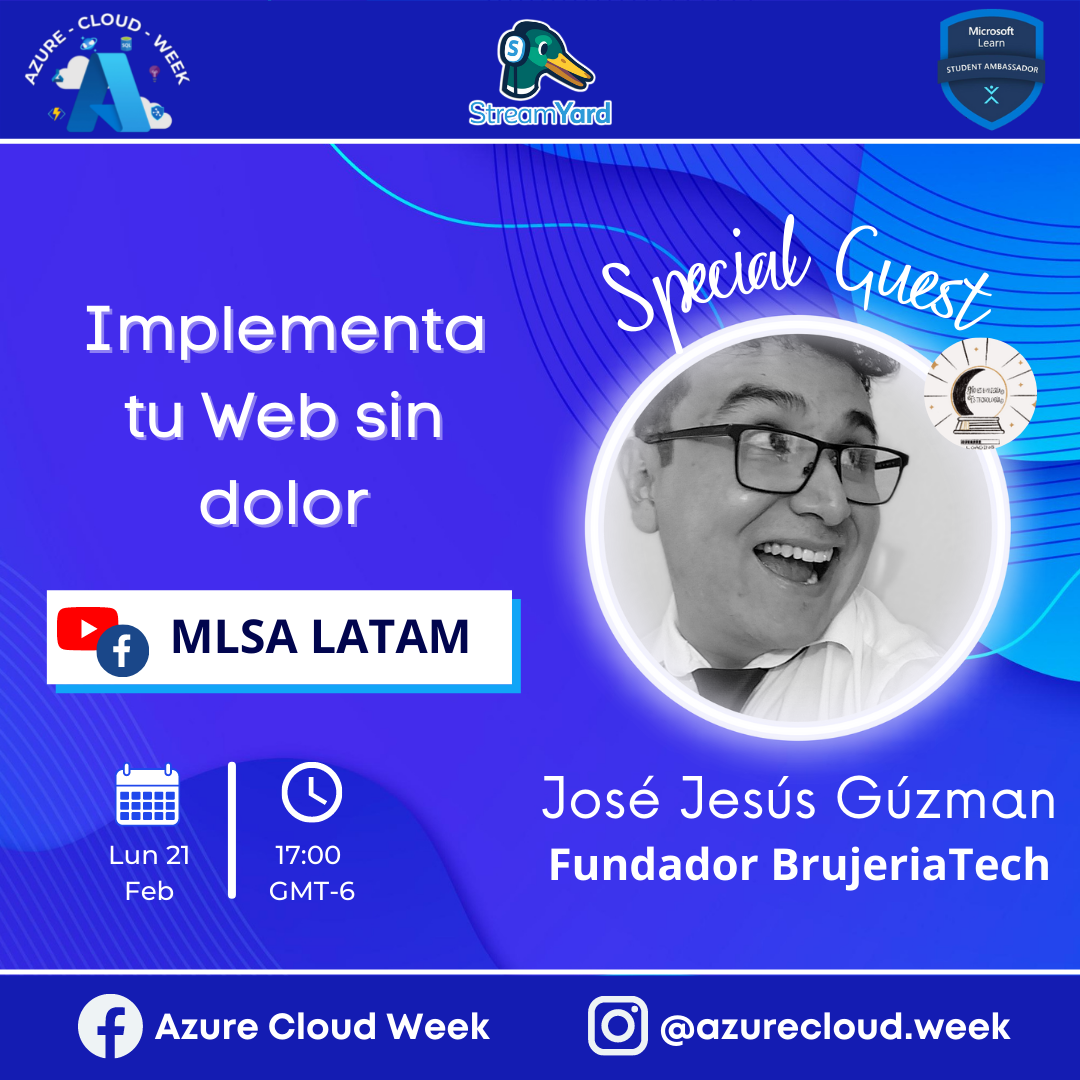 AZURE - CLOUD - WEEK
S
StreamYard
Microsoft
Learn
STUDENT AMBASSADOR
Special Guest
Implementa
tu Web sin
dolor
MLSA LATAM
Lun 21
Feb
17:00
GMT-6
José Jesús Gúzman
Fundador BrujeriaTech
Azure Cloud Week
@azurecloud.week